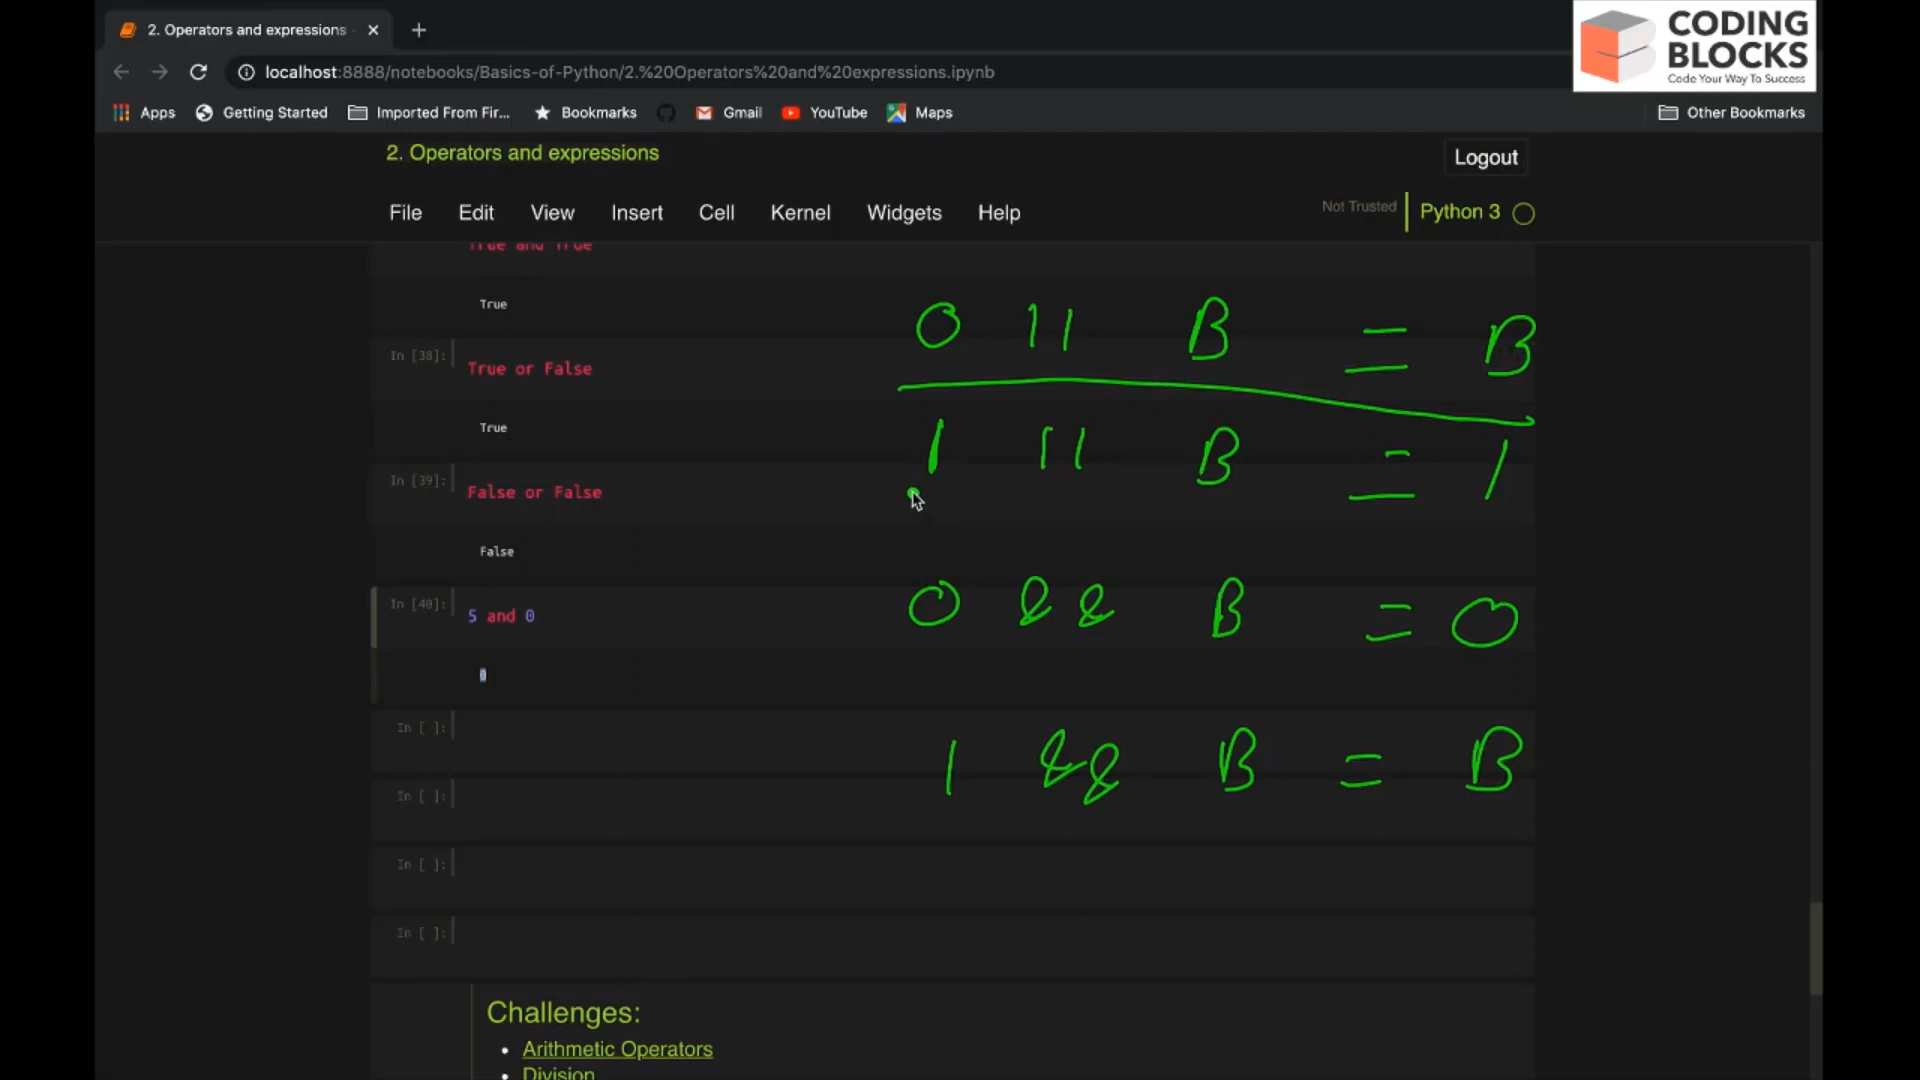 2. Operators and expressions
CODING
BLOCKS
Code Your Way To Success
localhost:8888/notebooks/Basics-of-Python/2.%20Operators%20and%20expressions.ipynb
Apps Getting Started Imported From Fir... Bookmarks Gmail YouTube Maps Other Bookmarks
2. Operators and expressions
Logout
File Edit View Insert Cell Kernel Widgets Help Not Trusted Python 3
True and True
True
0 || B = B
In [38]: True or False
True
1 || B = 1
In [39]: False or False
False
In [40]: 5 and 0
0 && B = 0
0
In [ ]:
1 && B = B
In [ ]:
In [ ]:
In [ ]:
Challenges:
• Arithmetic Operators
• Division